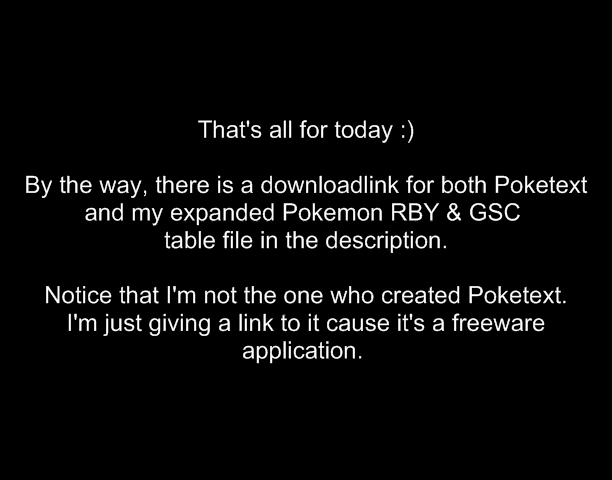 That's all for today :)
By the way, there is a downloadlink for both Poketext
and my expanded Pokemon RBY & GSC
table file in the description.
Notice that I'm not the one who created Poketext.
I'm just giving a link to it cause it's a freeware
application.